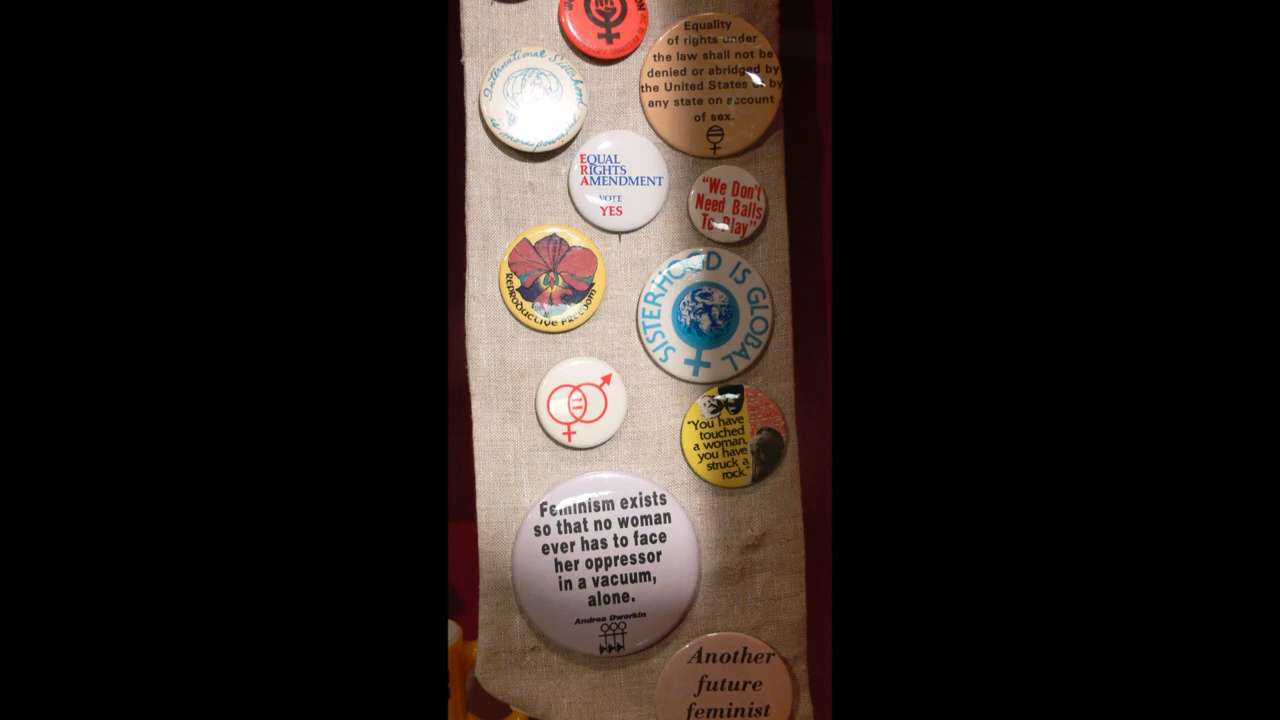 Equality
of rights under
the law shall not be
denied or abridged by
the United States or by
any state on account
of sex.
International Sisterhood
is more powerful
EQUAL
RIGHTS
AMENDMENT
VOTE
YES
"We Don't
Need Balls
To Play"
REPRODUCTIVE FREEDOM
SISTERHOOD IS GLOBAL
"You have
touched
a woman,
you have
struck a
rock."
Feminism exists
so that no woman
ever has to face
her oppressor
in a vacuum,
alone.
Andrea Dworkin
Another
future
feminist